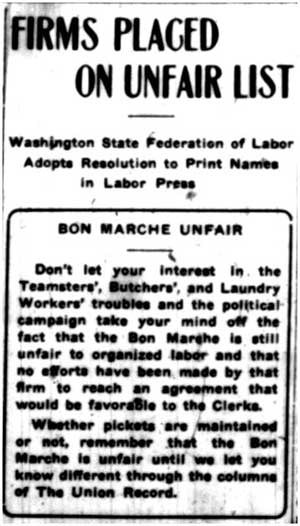 FIRMS PLACED
ON UNFAIR LIST
Washington State Federation of Labor
Adopts Resolution to Print Names
in Labor Press
BON MARCHE UNFAIR
Don't let your interest in the
Teamsters', Butchers', and Laundry
Workers' troubles and the political
campaign take your mind off the
fact that the Bon Marche is still
unfair to organized labor and that
no efforts have been made by that
firm to reach an agreement that
would be favorable to the Clerks.
Whether pickets are maintained
or not, remember that the Bon
Marche is unfair until we let you
know different through the columns
of The Union Record.